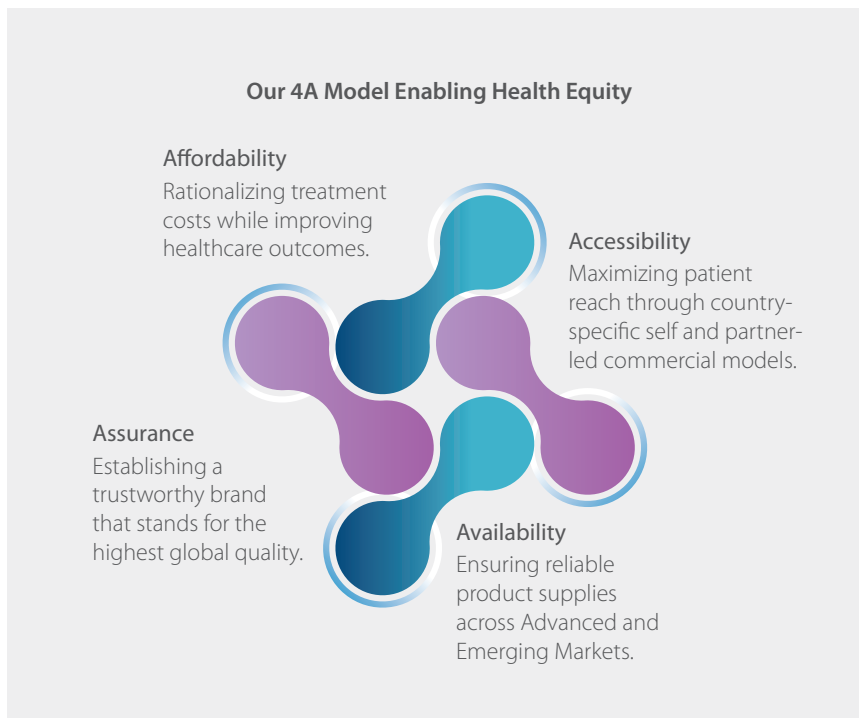 Our 4A Model Enabling Health Equity
Affordability
Rationalizing treatment
costs while improving
healthcare outcomes.
Accessibility
Maximizing patient
reach through country-
specific self and partner-
led commercial models.
Assurance
Establishing a
trustworthy brand
that stands for the
highest global quality.
Availability
Ensuring reliable
product supplies
across Advanced and
Emerging Markets.